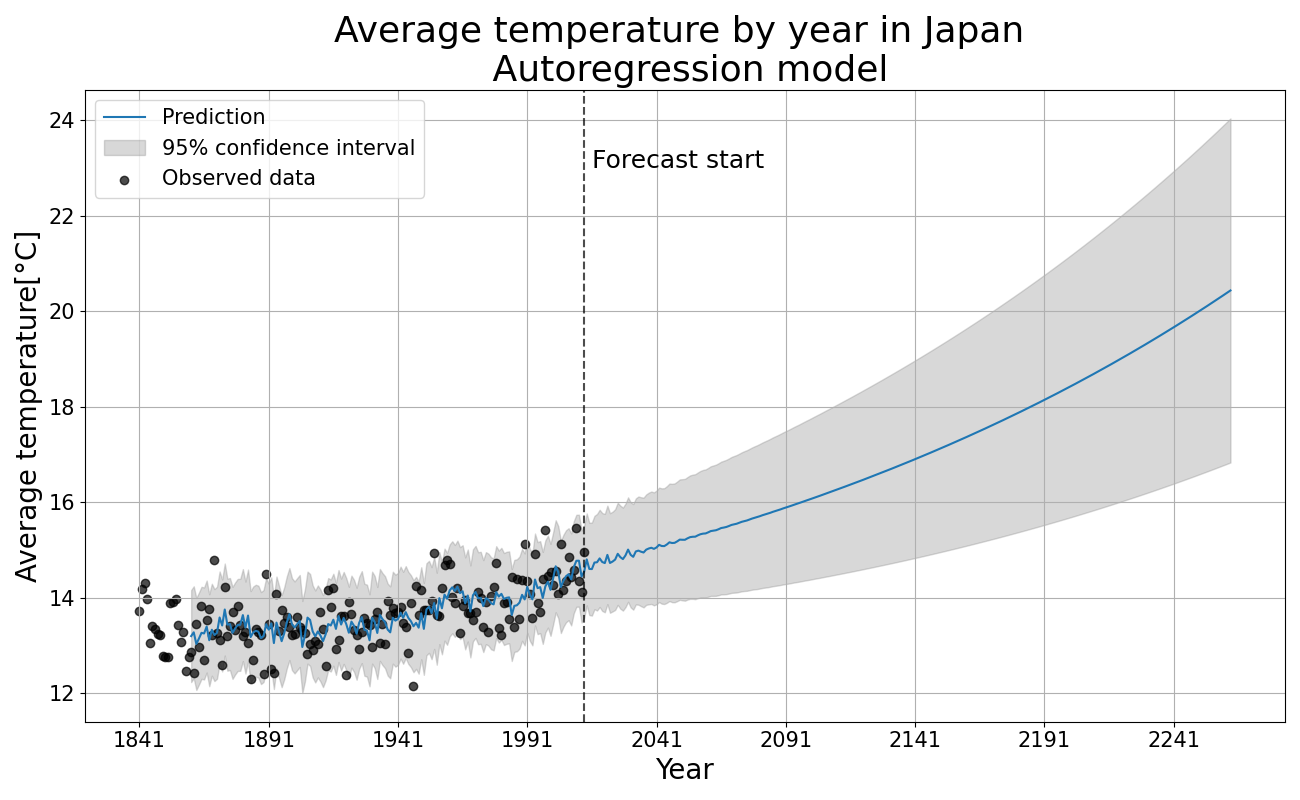 Average temperature by year in Japan
Autoregression model
Prediction
95% confidence interval
Observed data
Forecast start
Average temperature[°C]
24
22
20
18
16
14
12
1841 1891 1941 1991 2041 2091 2141 2191 2241
Year